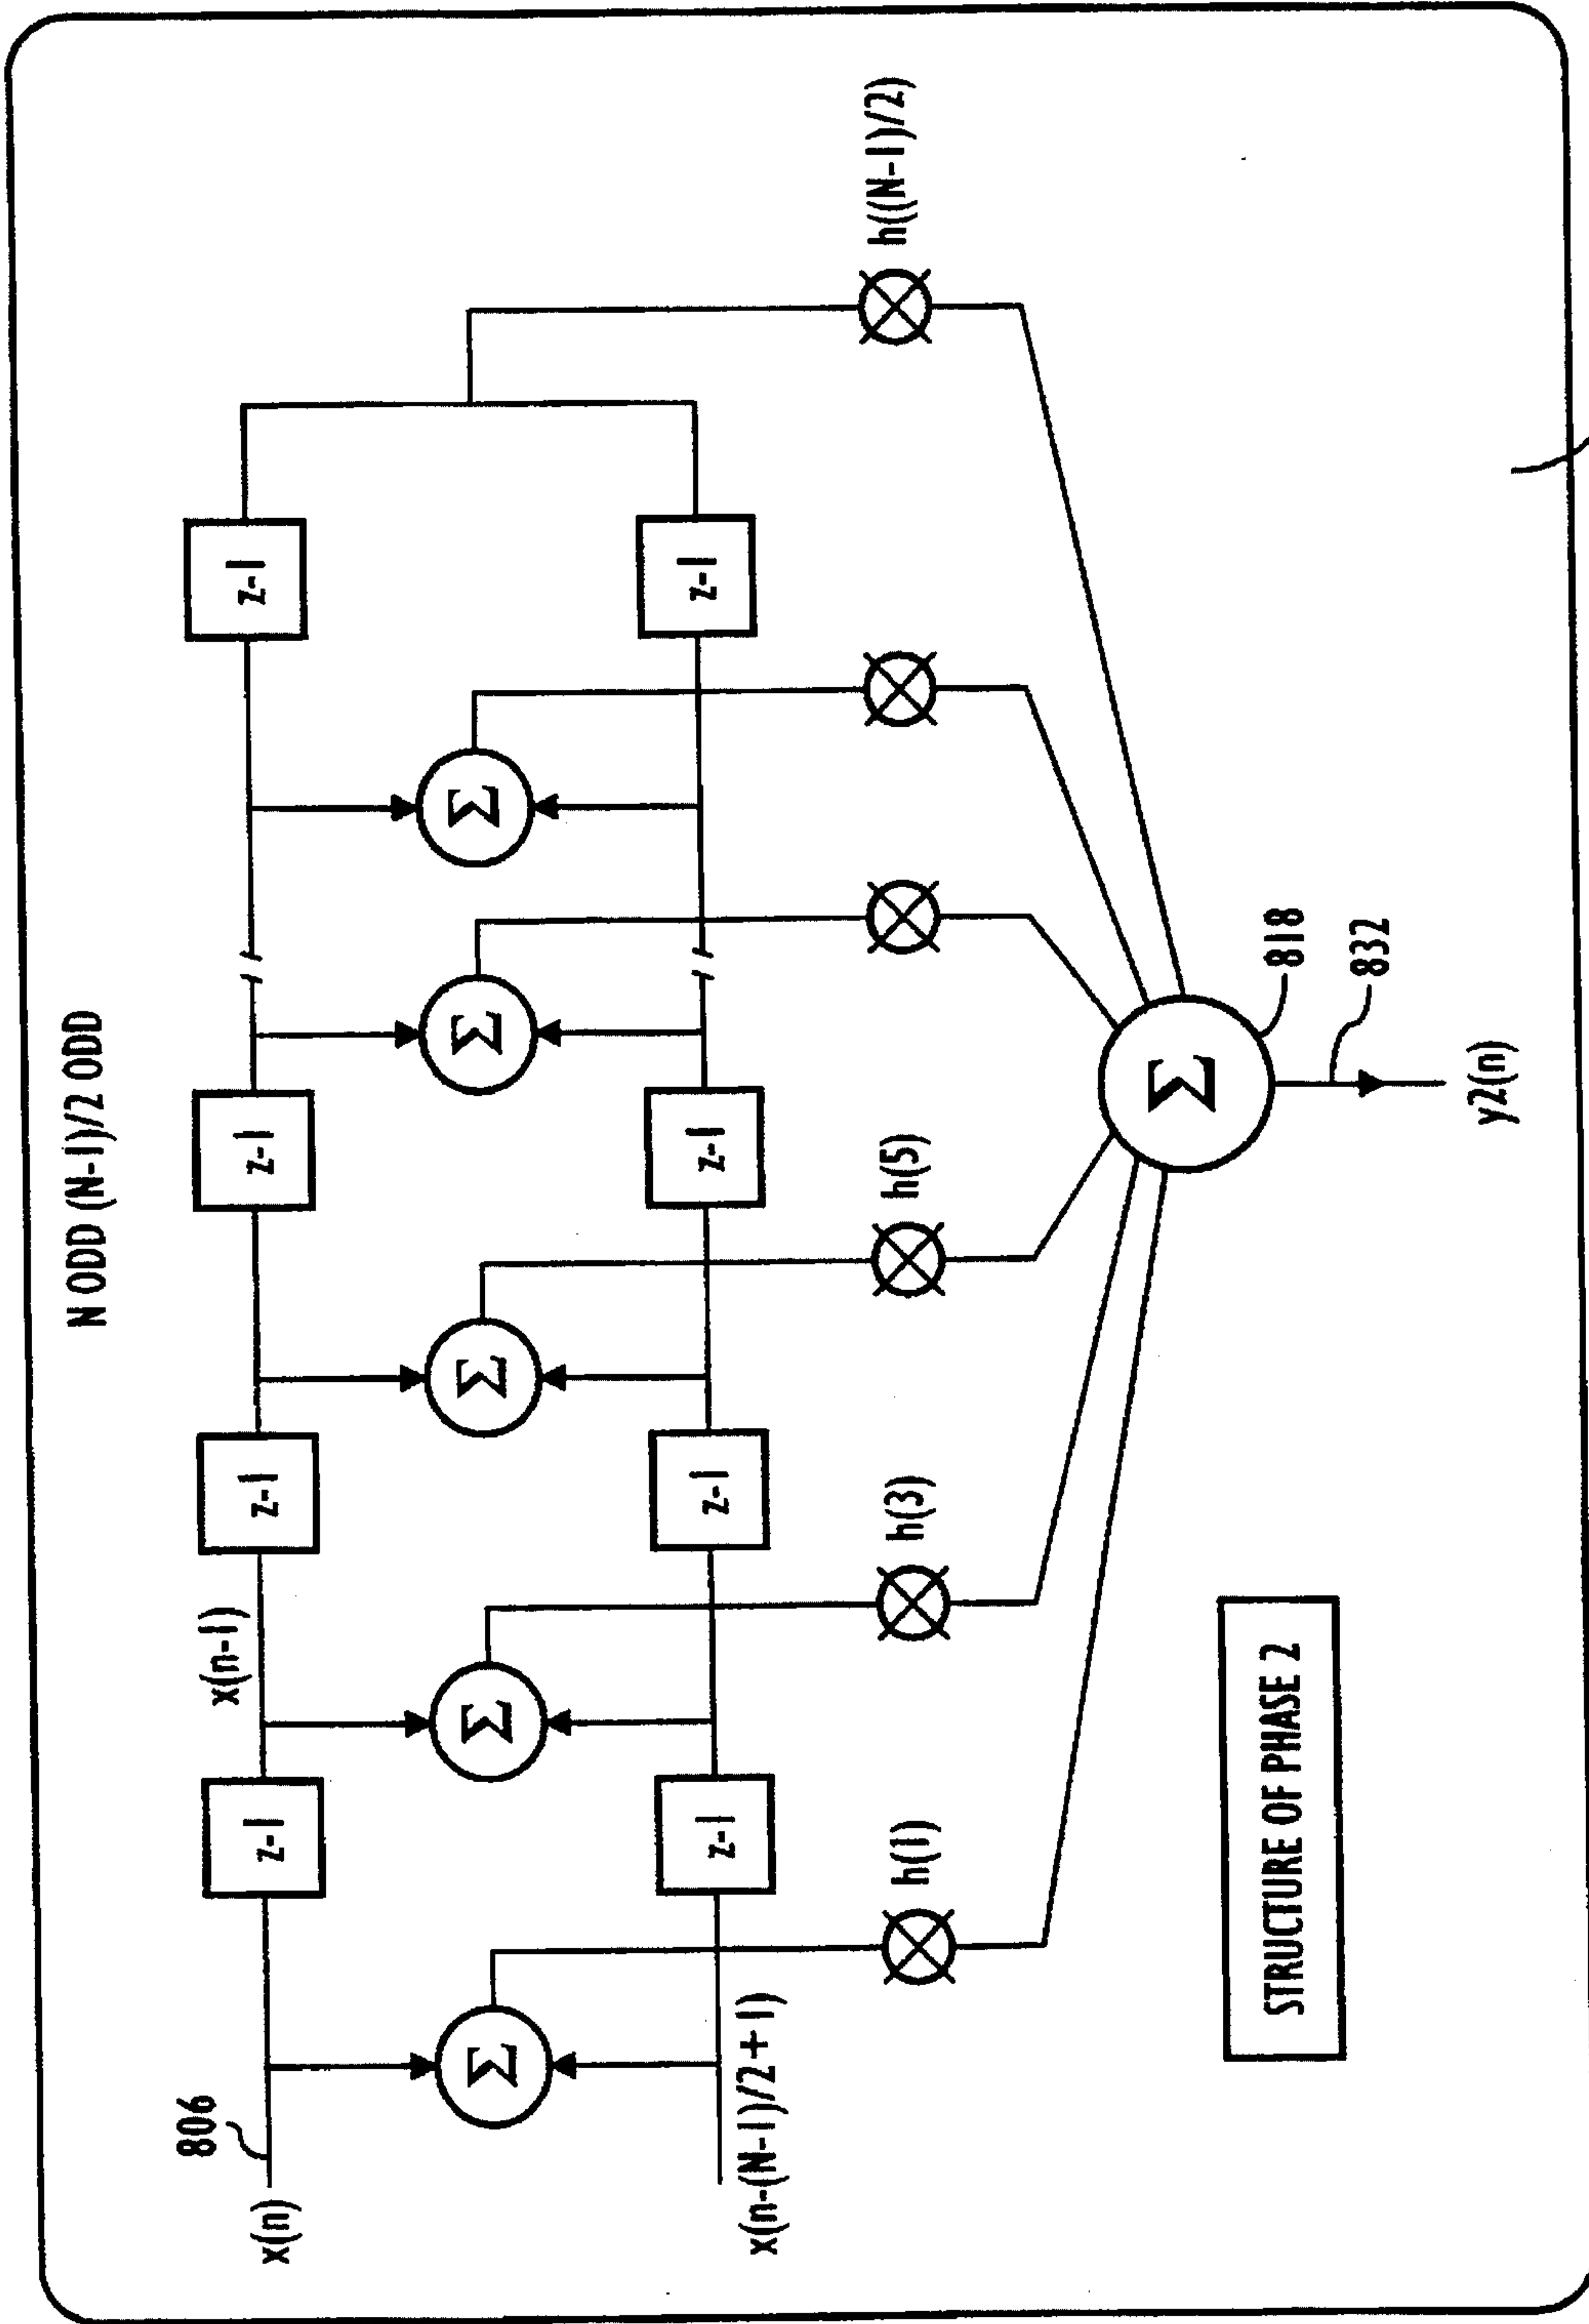 N ODD (N-1)/2 ODD
806
x(n)
x(n-1)
z-1
z-1
z-1
z-1
Σ
Σ
Σ
Σ
Σ
x(n-(N-1)/2+1)
z-1
z-1
z-1
z-1
h(1)
h(3)
h(5)
h((N-1)/2)
Σ
818
832
y2(n)
STRUCTURE OF PHASE 2